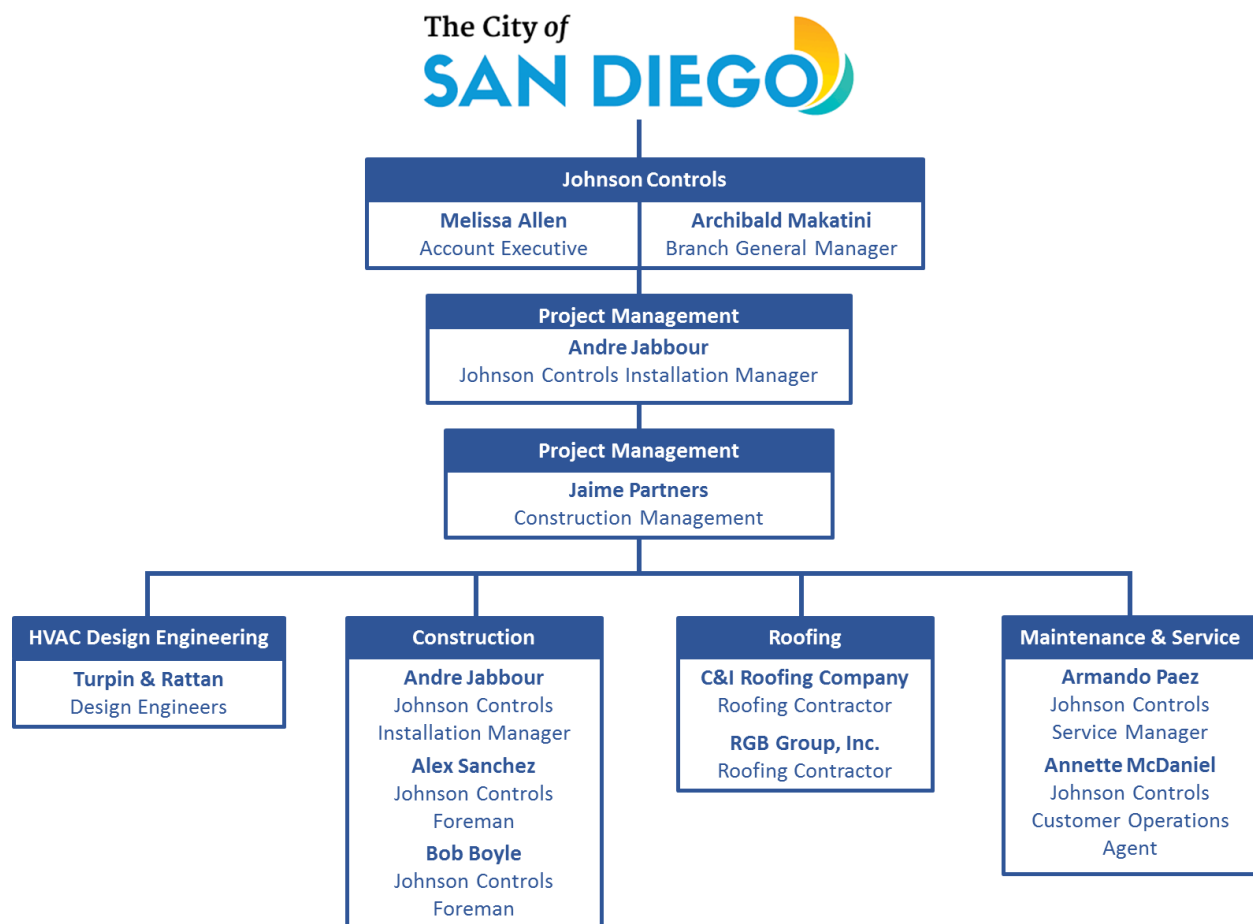 The City of
SAN DIEGO
Johnson Controls
Melissa Allen
Account Executive
Archibald Makatini
Branch General Manager
Project Management
Andre Jabbour
Johnson Controls Installation Manager
Project Management
Jaime Partners
Construction Management
HVAC Design Engineering
Turpin & Rattan
Design Engineers
Construction
Andre Jabbour
Johnson Controls
Installation Manager
Alex Sanchez
Johnson Controls
Foreman
Bob Boyle
Johnson Controls
Foreman
Roofing
C&I Roofing Company
Roofing Contractor
RGB Group, Inc.
Roofing Contractor
Maintenance & Service
Armando Paez
Johnson Controls
Service Manager
Annette McDaniel
Johnson Controls
Customer Operations
Agent